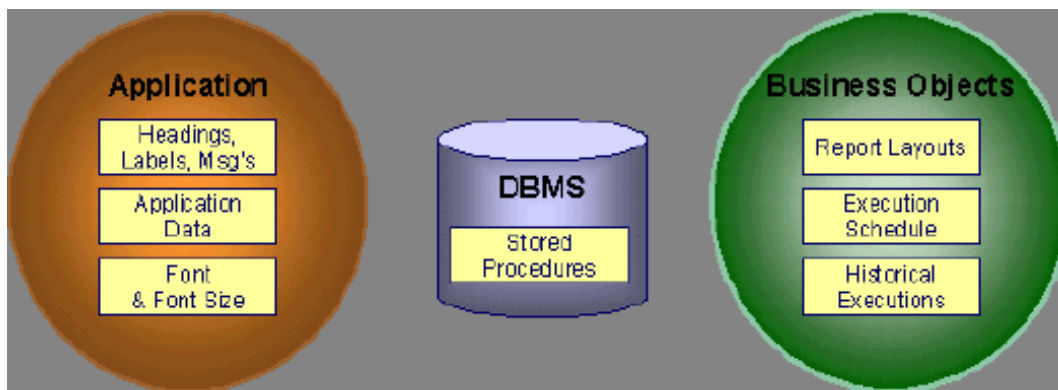 Application
Headings,
Labels, Msg's
Application
Data
Font
& Font Size
DBMS
Stored
Procedures
Business Objects
Report Layouts
Execution
Schedule
Historical
Executions